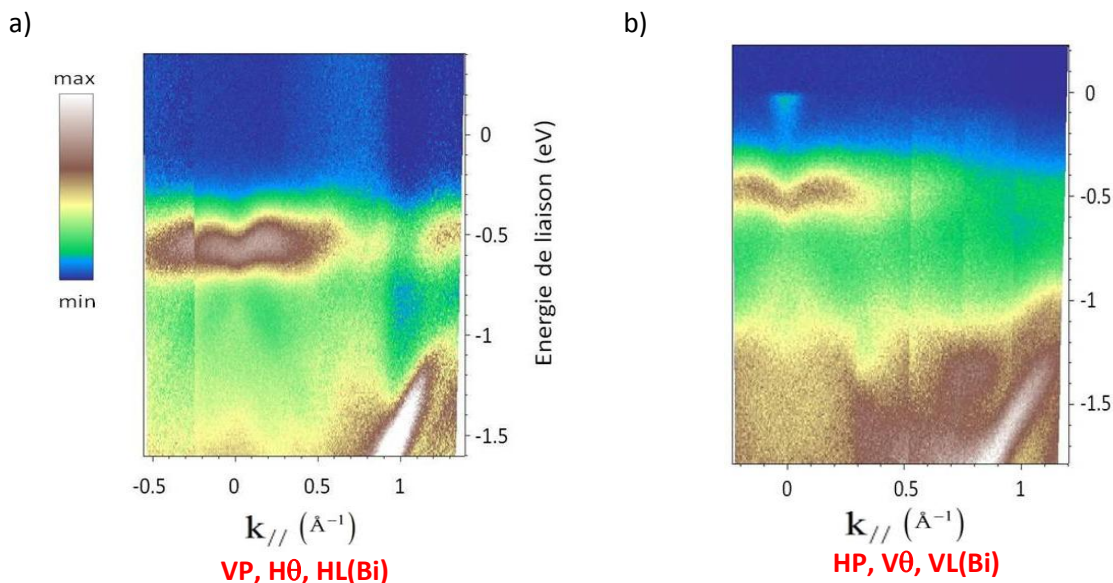 a)
max
min
0
-0.5
-1
-1.5
Energie de liaison (eV)
-0.5 0 0.5 1
k// (Å⁻¹)
VP, Hθ, HL(Bi)
b)
0
-0.5
-1
-1.5
0 0.5 1
k// (Å⁻¹)
HP, Vθ, VL(Bi)